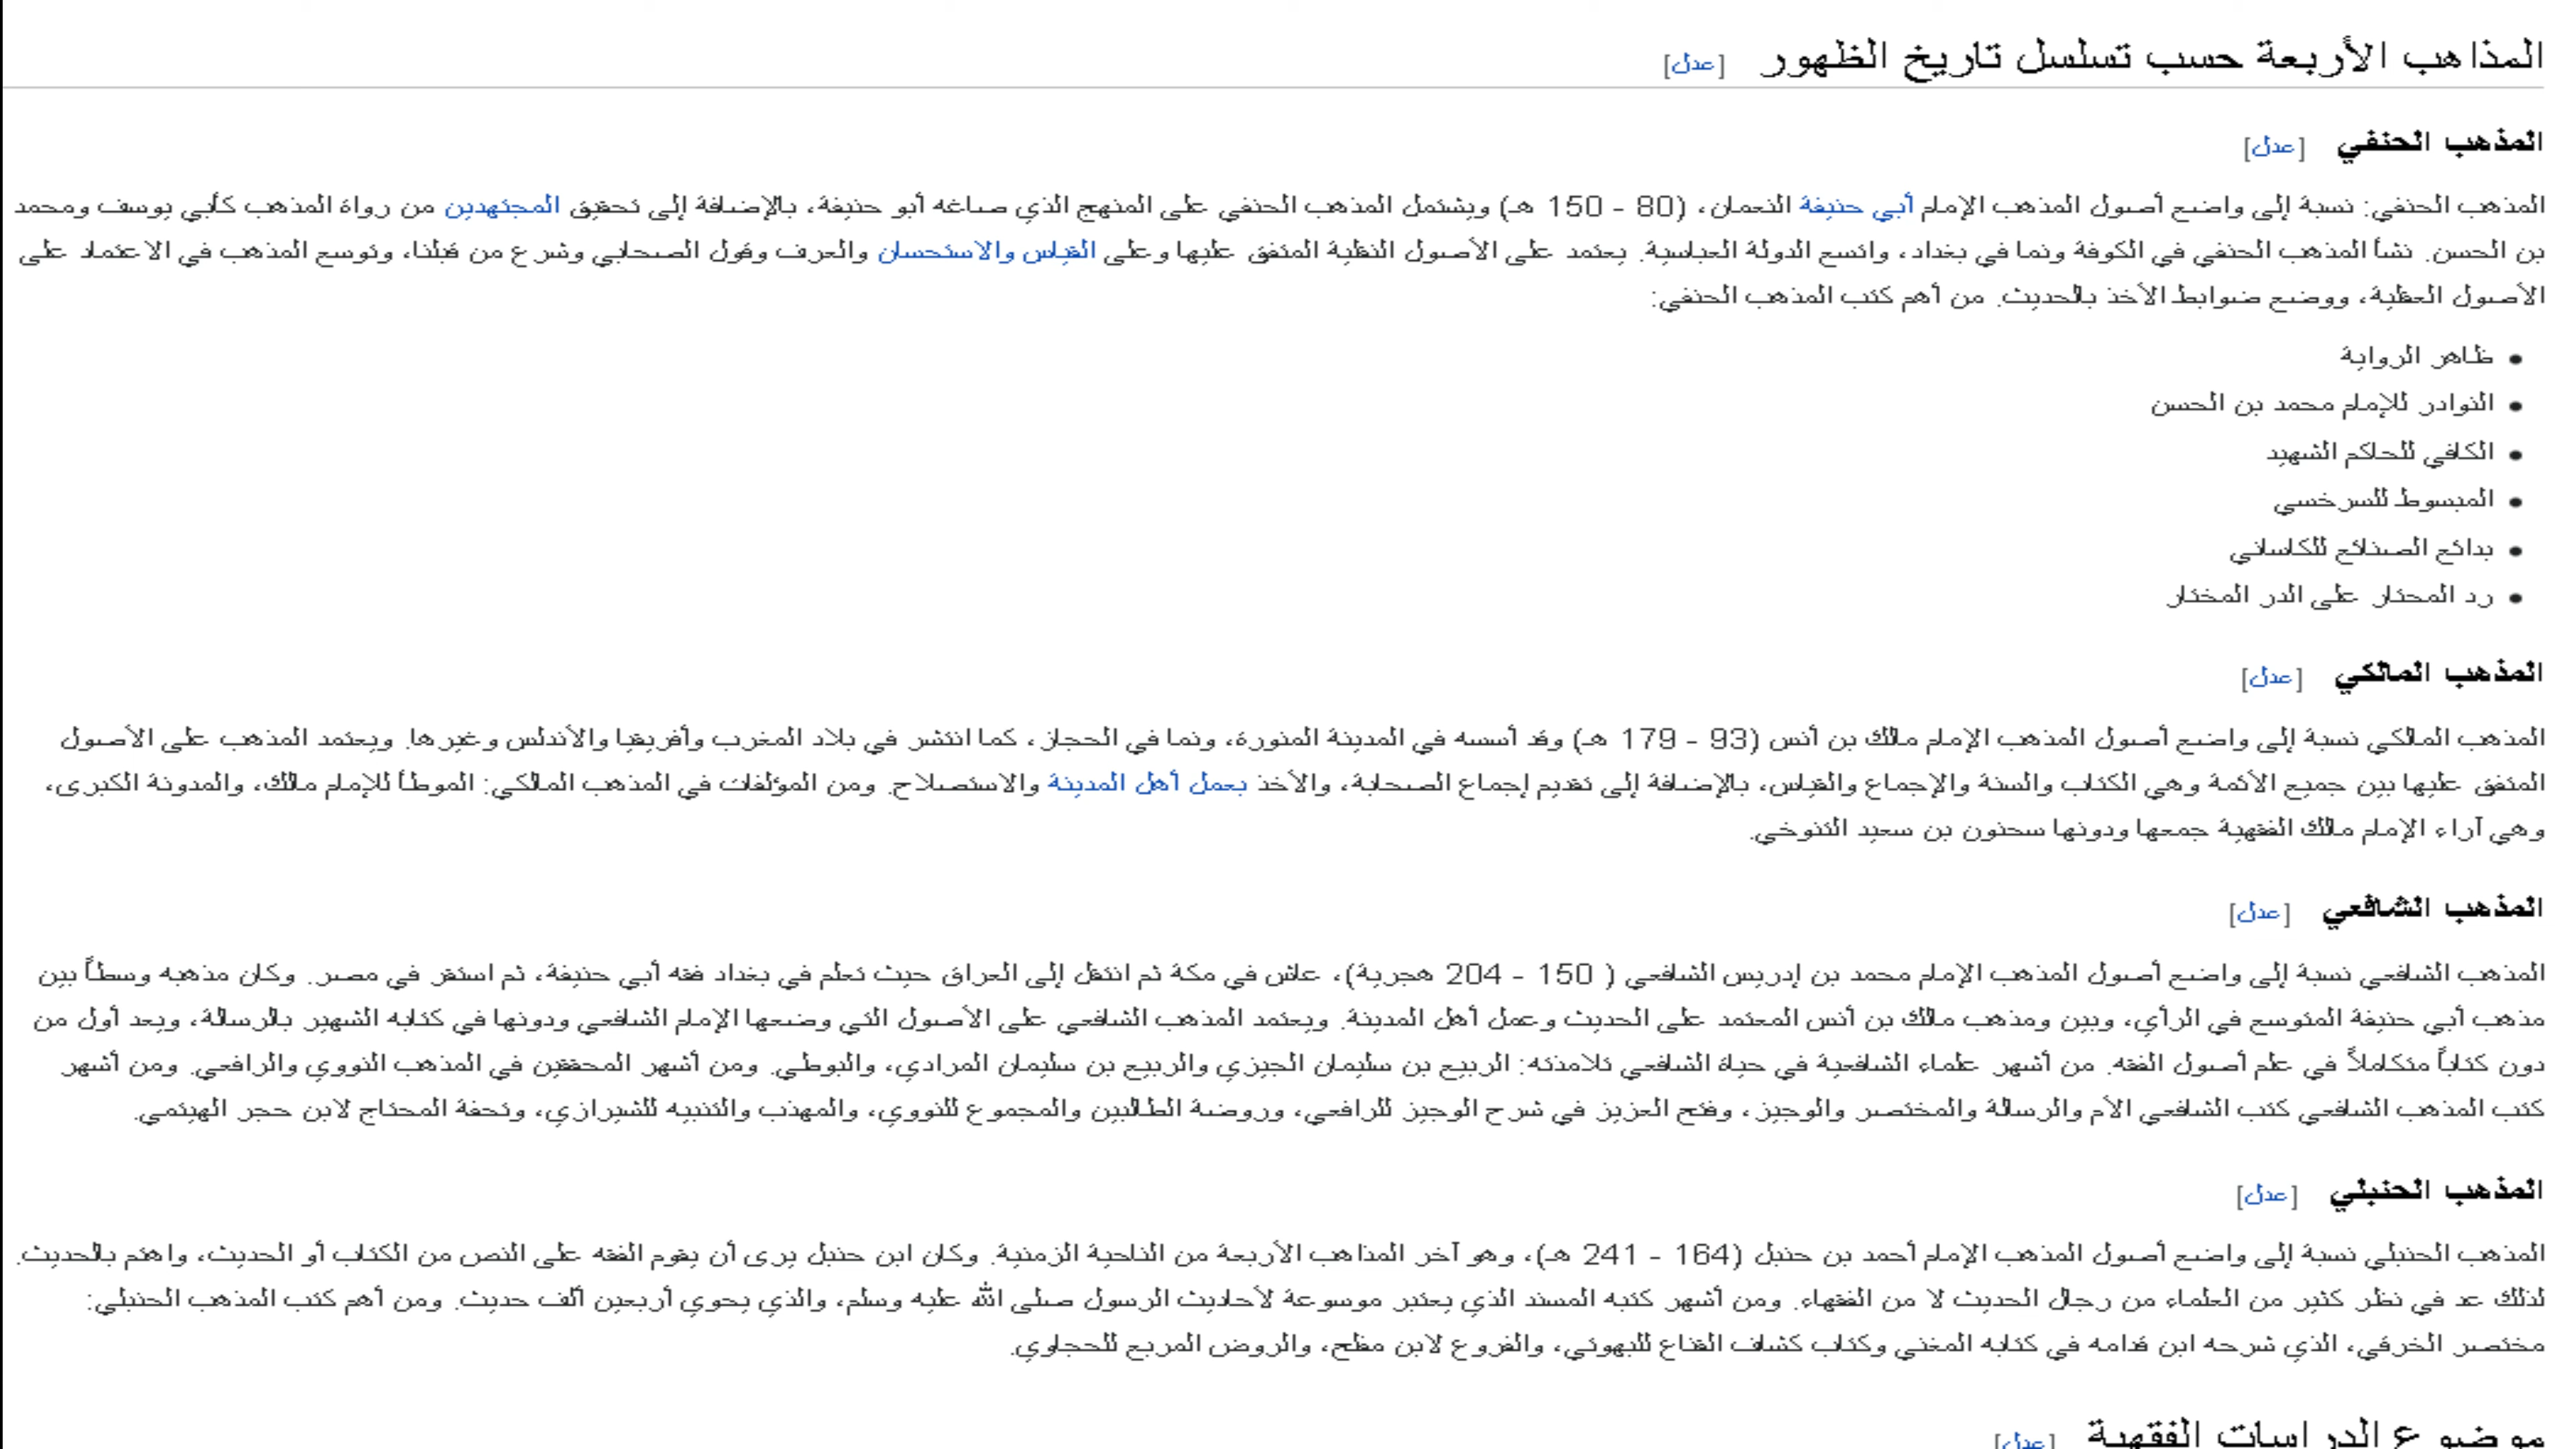 المذاهب الأربعة حسب تسلسل تاريخ الظهور [عدل]
المذهب الحنفي [عدل]
المذهب الحنفي: نسبة إلى واضع أصول المذهب الإمام أبي حنيفة النعمان، (80 - 150 هـ) ويشتمل المذهب الحنفي على المنهج الذي صاغه أبو حنيفة، بالإضافة إلى تحقيق المجتهدين من رواة المذهب كأبي يوسف ومحمد
بن الحسن. نشأ المذهب الحنفي في الكوفة ونما في بغداد، واتسع الدولة العباسية. يعتمد على الأصول النقلية المتفق عليها وعلى القياس والاستحسان والعرف وقول الصحابي وشرع من قبلنا، وتوسع المذهب في الاعتماد على
الأصول العقلية، ووضع ضوابط الأخذ بالحديث. من أهم كتب المذهب الحنفي:
• ظاهر الرواية
• النوادر للإمام محمد بن الحسن
• الكافي للحاكم الشهيد
• المبسوط للسرخسي
• بدائع الصنائع للكاساني
• رد المحتار على الدر المختار
المذهب المالكي [عدل]
المذهب المالكي نسبة إلى واضع أصول المذهب الإمام مالك بن أنس (93 - 179 هـ) وقد أسسه في المدينة المنورة، ونما في الحجاز، كما انتشر في بلاد المغرب وأفريقيا والأندلس وغيرها. ويعتمد المذهب على الأصول
المتفق عليها بين جميع الأئمة وهي الكتاب والسنة والإجماع والقياس، بالإضافة إلى تقديم إجماع الصحابة، والأخذ بعمل أهل المدينة والاستصلاح. ومن المؤلفات في المذهب المالكي: الموطأ للإمام مالك، والمدونة الكبرى،
وهي آراء الإمام مالك الفقهية جمعها ودونها سحنون بن سعيد التنوخي.
المذهب الشافعي [عدل]
المذهب الشافعي نسبة إلى واضع أصول المذهب الإمام محمد بن إدريس الشافعي ( 150 - 204 هجرية)، عاش في مكة ثم انتقل إلى العراق حيث تعلم في بغداد فقه أبي حنيفة، ثم استقر في مصر. وكان مذهبه وسطاً بين
مذهب أبي حنيفة المتوسع في الرأي، وبين ومذهب مالك بن أنس المعتمد على الحديث وعمل أهل المدينة. ويعتمد المذهب الشافعي على الأصول التي وضعها الإمام الشافعي ودونها في كتابه الشهير بالرسالة، ويعد أول من
دون كتاباً متكاملاً في علم أصول الفقه. من أشهر علماء الشافعية في حياة الشافعي تلامذته: الربيع بن سليمان الجيزي والربيع بن سليمان المرادي، والبوطي. ومن أشهر المحققين في المذهب النووي والرافعي. ومن أشهر
كتب المذهب الشافعي كتب الشافعي الأم والرسالة والمختصر والوجيز، وفتح العزيز في شرح الوجيز للرافعي، وروضة الطالبين والمجموع للنووي، والمهذب والتنبيه للشيرازي، وتحفة المحتاج لابن حجر الهيتمي.
المذهب الحنبلي [عدل]
المذهب الحنبلي نسبة إلى واضع أصول المذهب الإمام أحمد بن حنبل (164 - 241 هـ)، وهو آخر المذاهب الأربعة من الناحية الزمنية. وكان ابن حنبل يرى أن يقوم الفقه على النص من الكتاب أو الحديث، واهتم بالحديث.
لذلك عد في نظر كثير من العلماء من رجال الحديث لا من الفقهاء. ومن أشهر كتبه المسند الذي يعتبر موسوعة لأحاديث الرسول صلى الله عليه وسلم، والذي يحوي أربعين ألف حديث. ومن أهم كتب المذهب الحنبلي:
مختصر الخرقي، الذي شرحه ابن قدامه في كتابه المغني وكتاب كشاف القناع للبهوتي، والفروع لابن مفلح، والروض المربع للحجاوي.
موضوع الدراسات الفقهية [عدل]